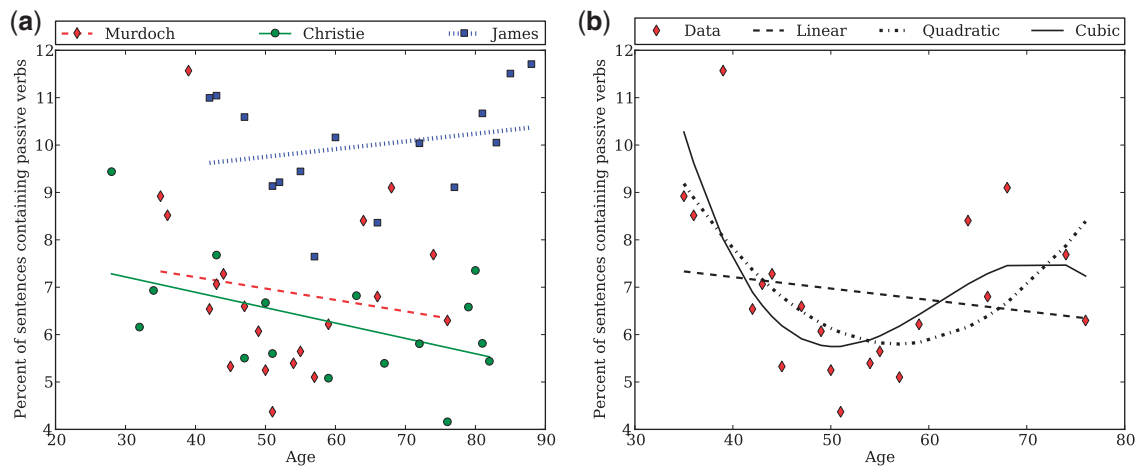 (a)
Murdoch Christie James
12
11
10
9
8
7
6
5
4
Percent of sentences containing passive verbs
20 30 40 50 60 70 80 90
Age
(b)
Data Linear Quadratic Cubic
12
11
10
9
8
7
6
5
4
Percent of sentences containing passive verbs
30 40 50 60 70 80
Age